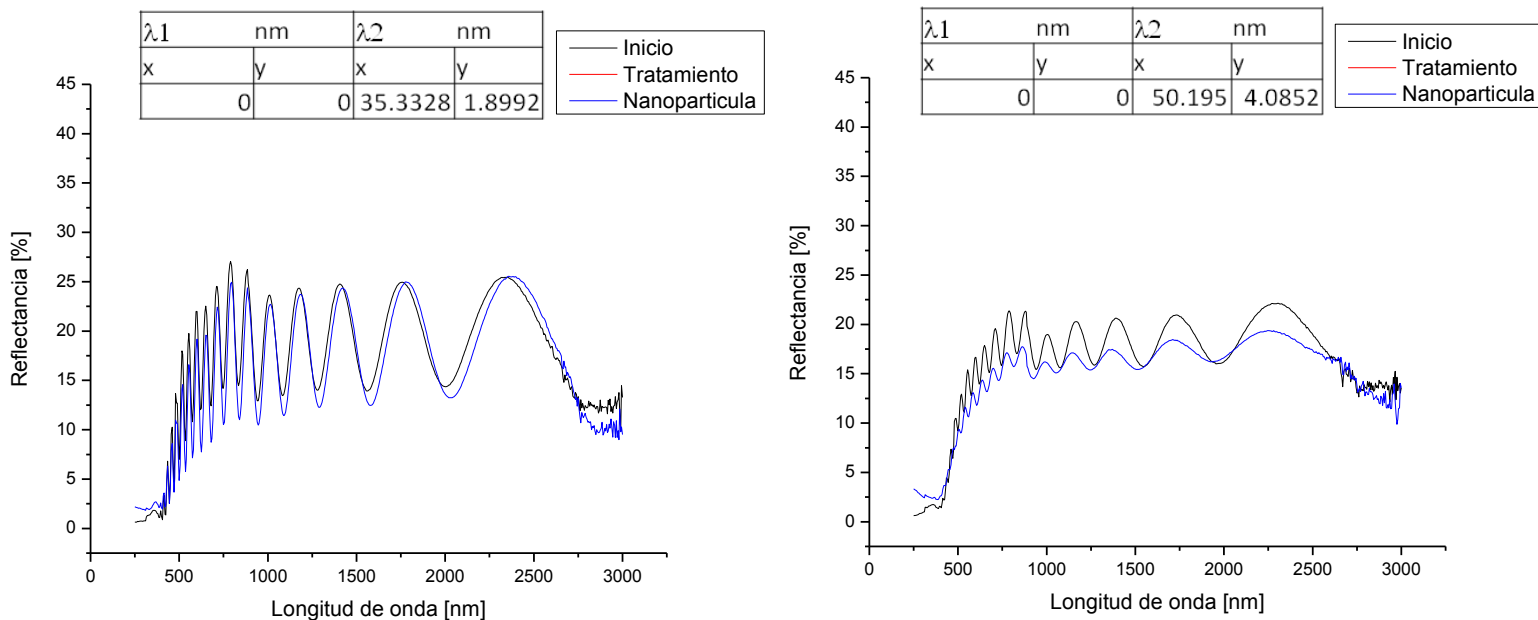 λ1 nm λ2 nm
x y x y
0 0 35.3328 1.8992
Inicio
Tratamiento
Nanoparticula
45
40
35
30
25
20
15
10
5
0
Reflectancia [%]
0 500 1000 1500 2000 2500 3000
Longitud de onda [nm]
λ1 nm λ2 nm
x y x y
0 0 50.195 4.0852
Inicio
Tratamiento
Nanoparticula
45
40
35
30
25
20
15
10
5
0
Reflectancia [%]
0 500 1000 1500 2000 2500 3000
Longitud de onda [nm]